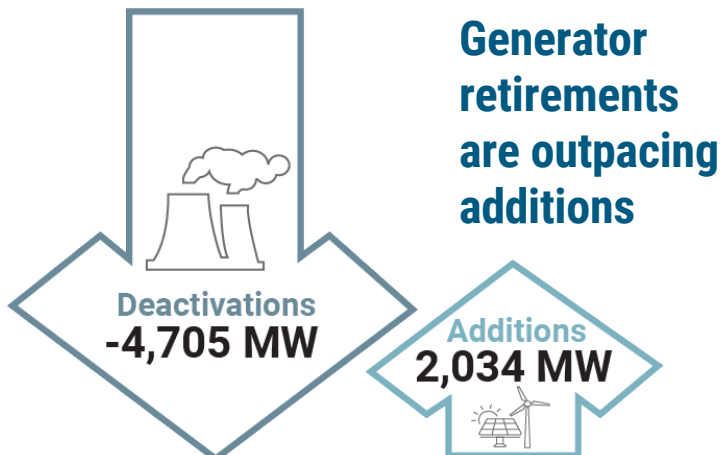 Generator
retirements
are outpacing
additions
Deactivations
-4,705 MW
Additions
2,034 MW